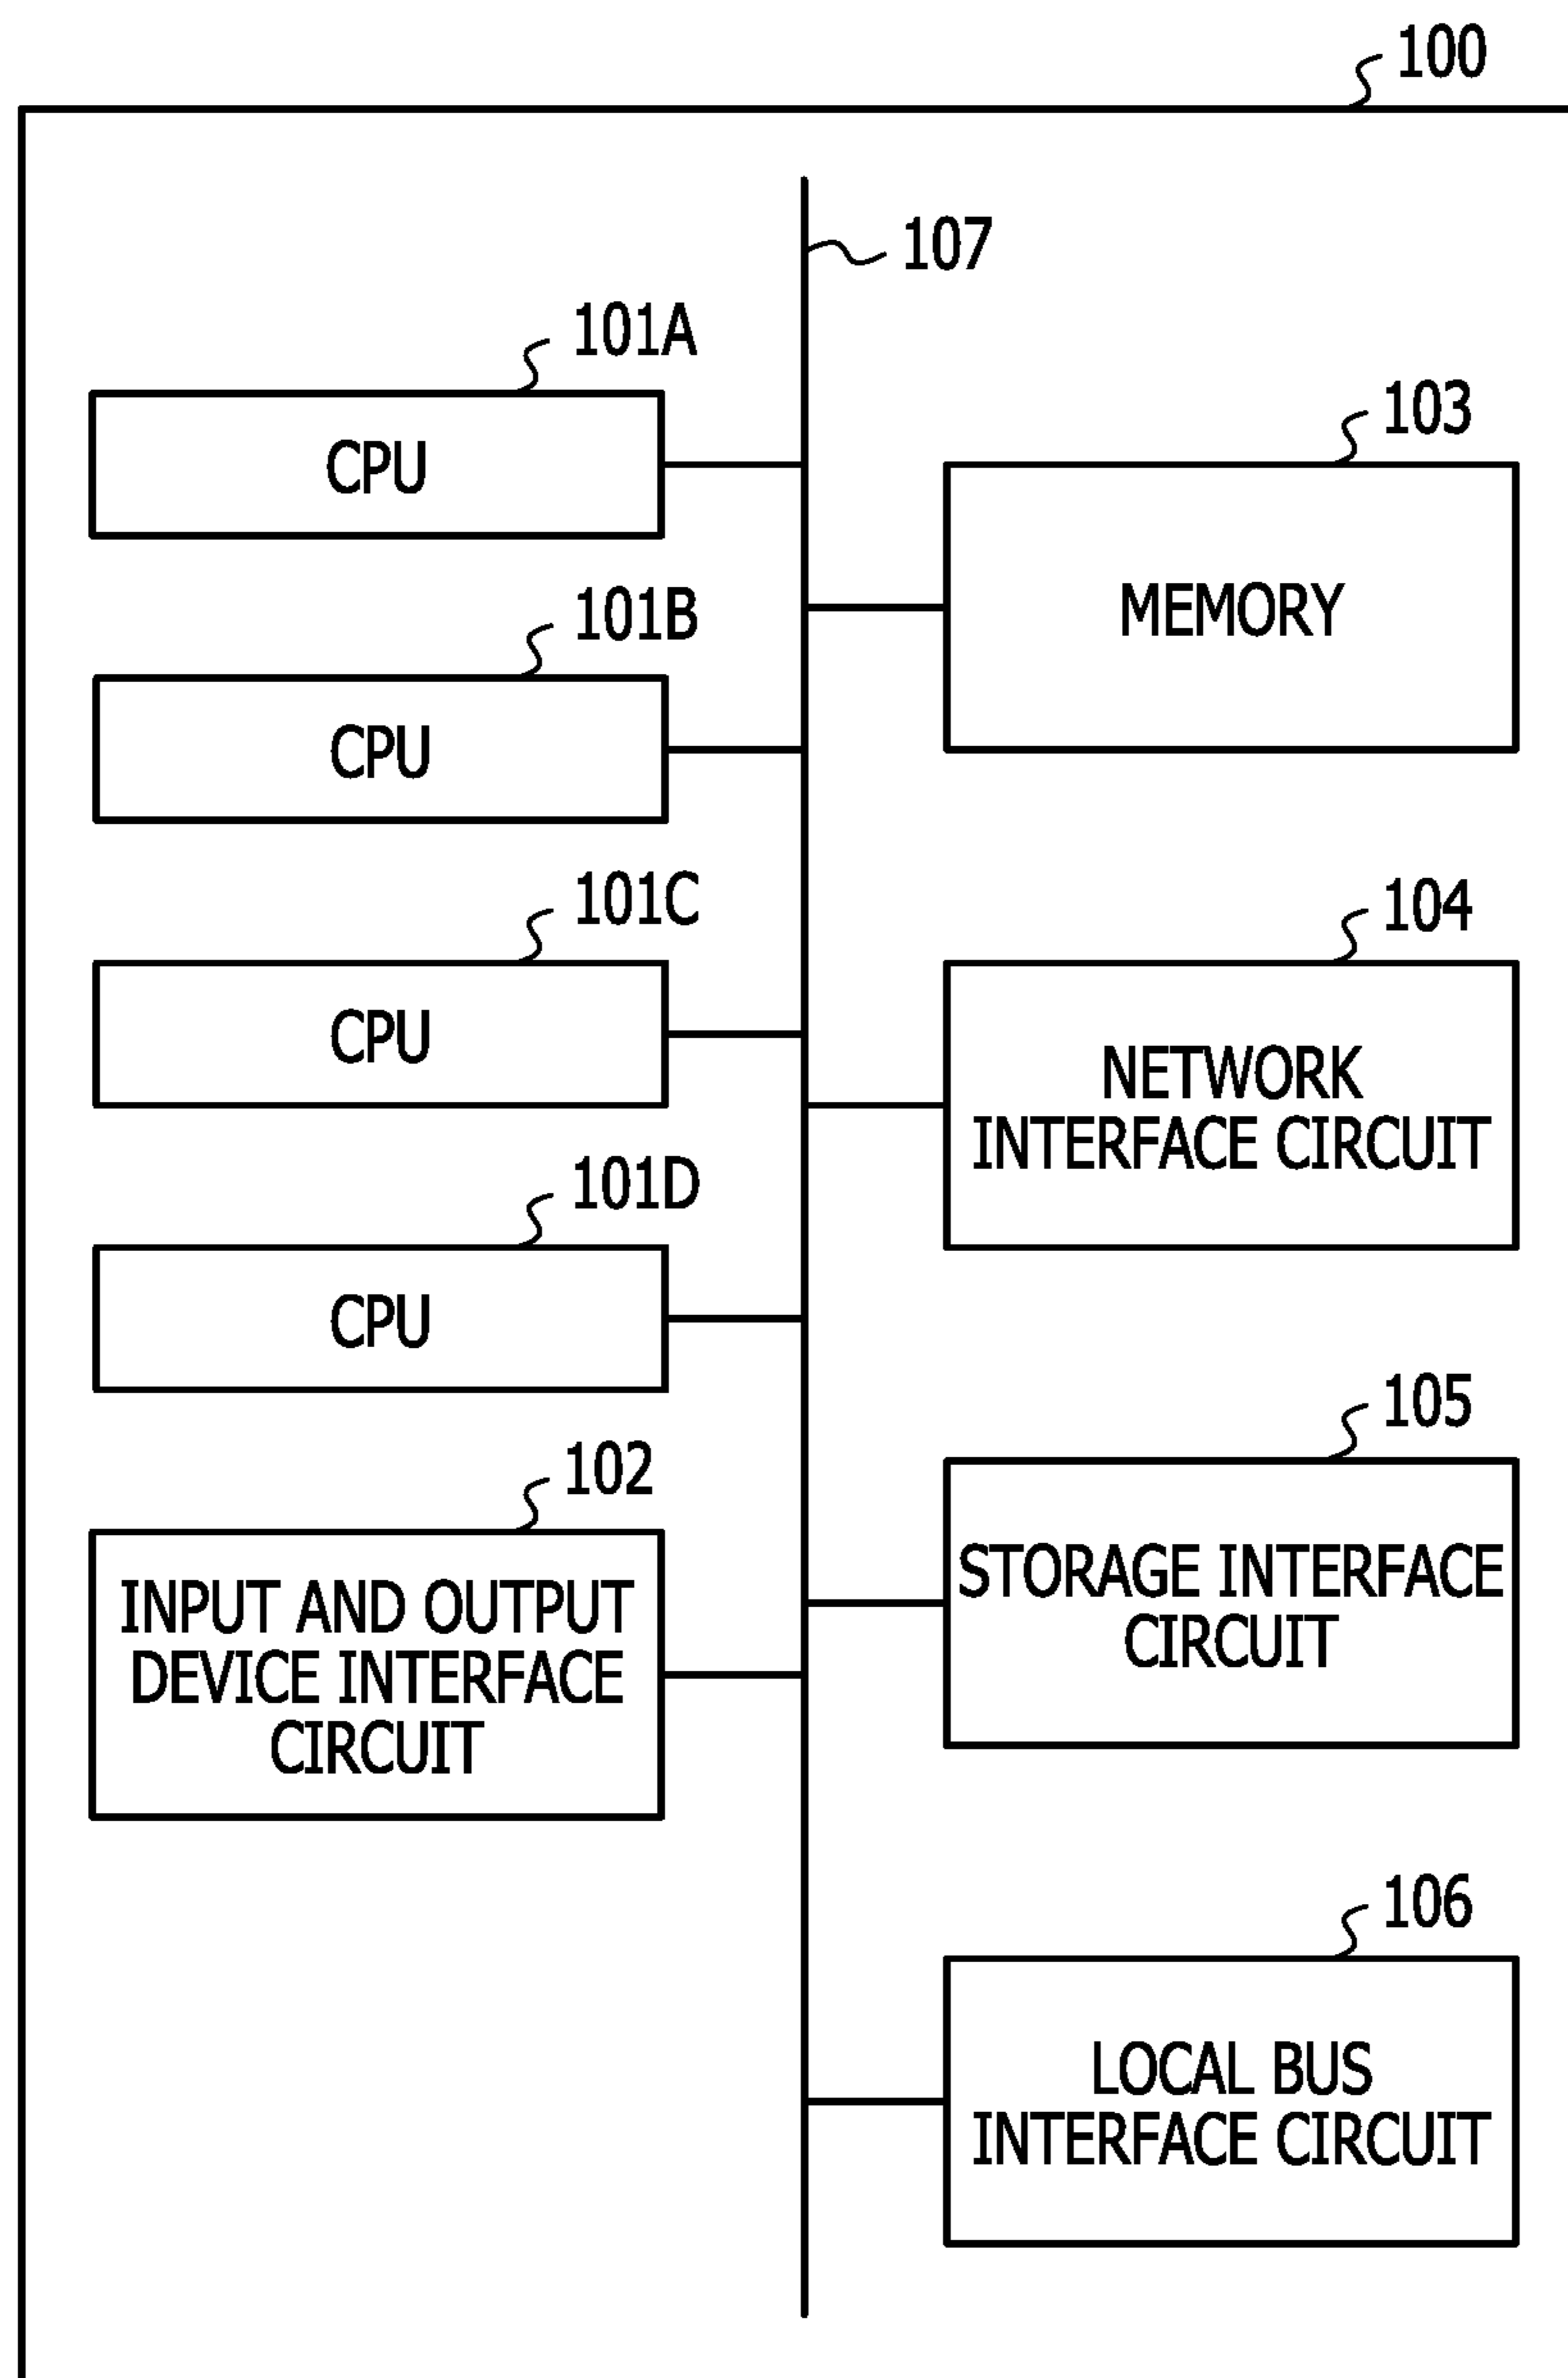 100
107
101A
CPU
103
MEMORY
101B
CPU
101C
CPU
104
NETWORK
INTERFACE CIRCUIT
101D
CPU
105
STORAGE INTERFACE
CIRCUIT
102
INPUT AND OUTPUT
DEVICE INTERFACE
CIRCUIT
106
LOCAL BUS
INTERFACE CIRCUIT